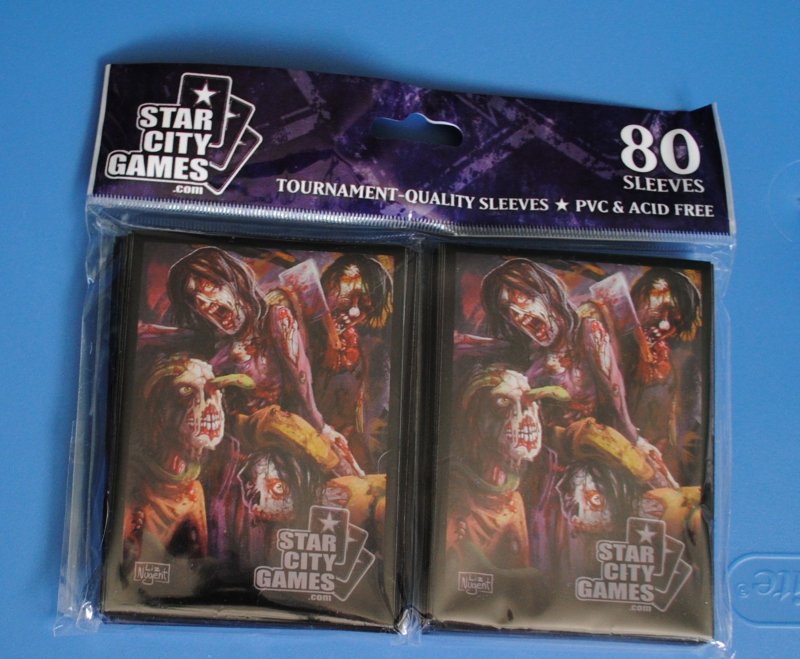 STAR
CITY
GAMES
.com
80
SLEEVES
TOURNAMENT-QUALITY SLEEVES ★ PVC & ACID FREE
STAR
CITY
GAMES
.com
Liz
Nugent
STAR
CITY
GAMES
.com
Liz
Nugent